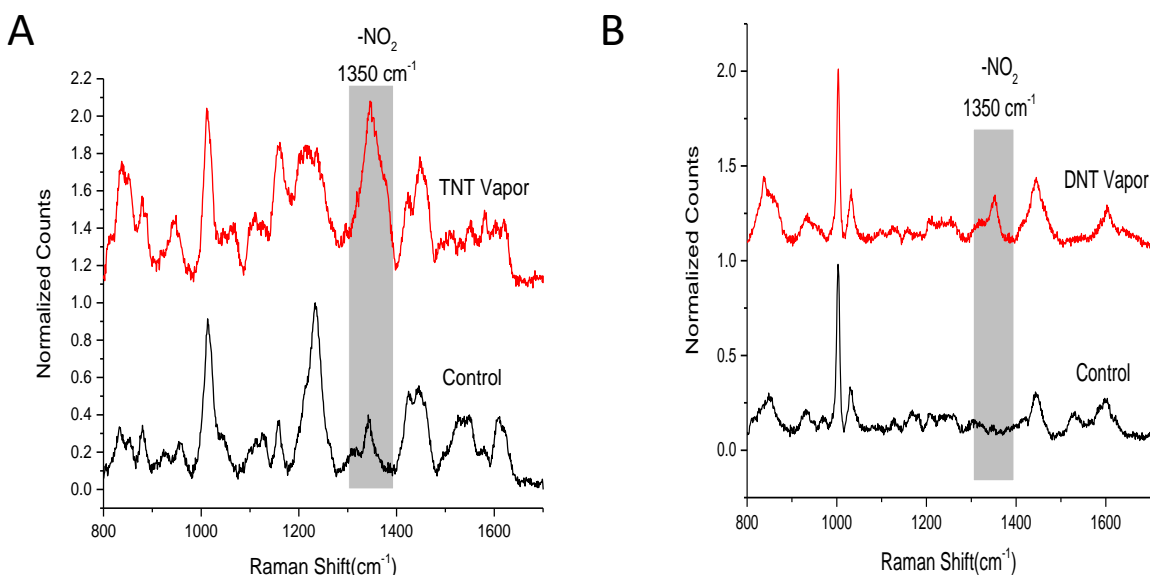 A
-NO₂
1350 cm⁻¹
2.2
2.0
1.8
1.6
1.4
1.2
1.0
0.8
0.6
0.4
0.2
0.0
Normalized Counts
TNT Vapor
Control
800
1000
1200
1400
1600
Raman Shift(cm⁻¹)
B
-NO₂
1350 cm⁻¹
2.0
1.5
1.0
0.5
0.0
Normalized Counts
DNT Vapor
Control
800
1000
1200
1400
1600
Raman Shift(cm⁻¹)